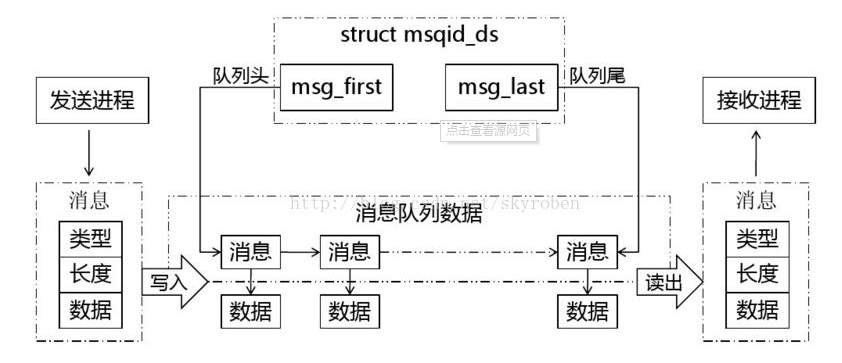 struct msqid_ds
队列头
msg_first
msg_last
队列尾
点击查看源网页
发送进程
接收进程
消息
类型
长度
数据
写入
http://blog.csdn.net/skyroben
消息队列数据
消息
消息
消息
数据
数据
数据
读出
消息
类型
长度
数据